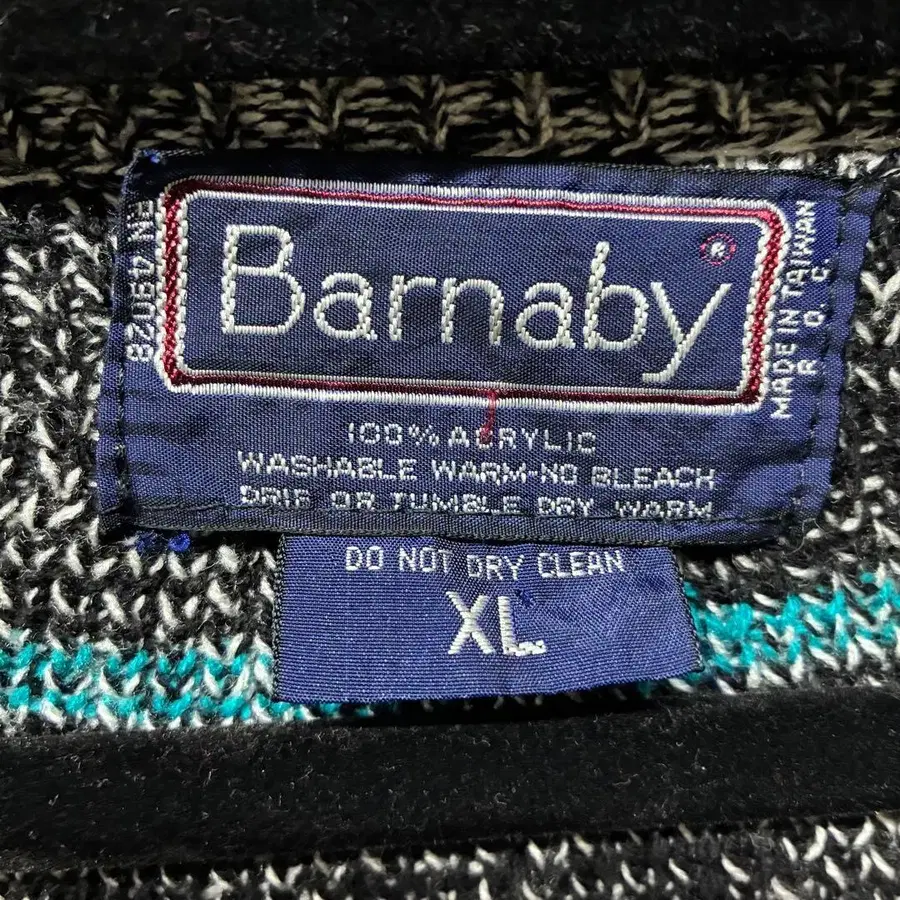 RN 49028
Barnaby®
MADE IN TAIWAN
R. O. C.
100% ACRYLIC
WASHABLE WARM-NO BLEACH
DRIP OR TUMBLE DRY WARM
DO NOT DRY CLEAN
XL